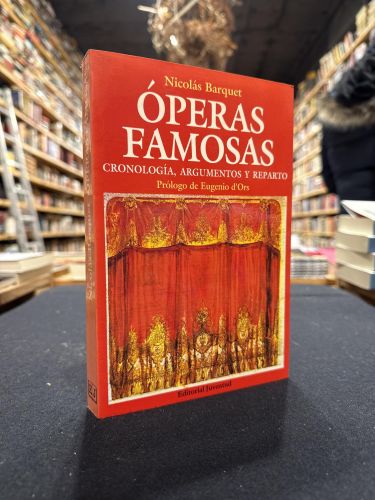 Nicolás Barquet
ÓPERAS
FAMOSAS
CRONOLOGÍA, ARGUMENTOS Y REPARTO
Prólogo de Eugenio d'Ors
Editorial Juventud